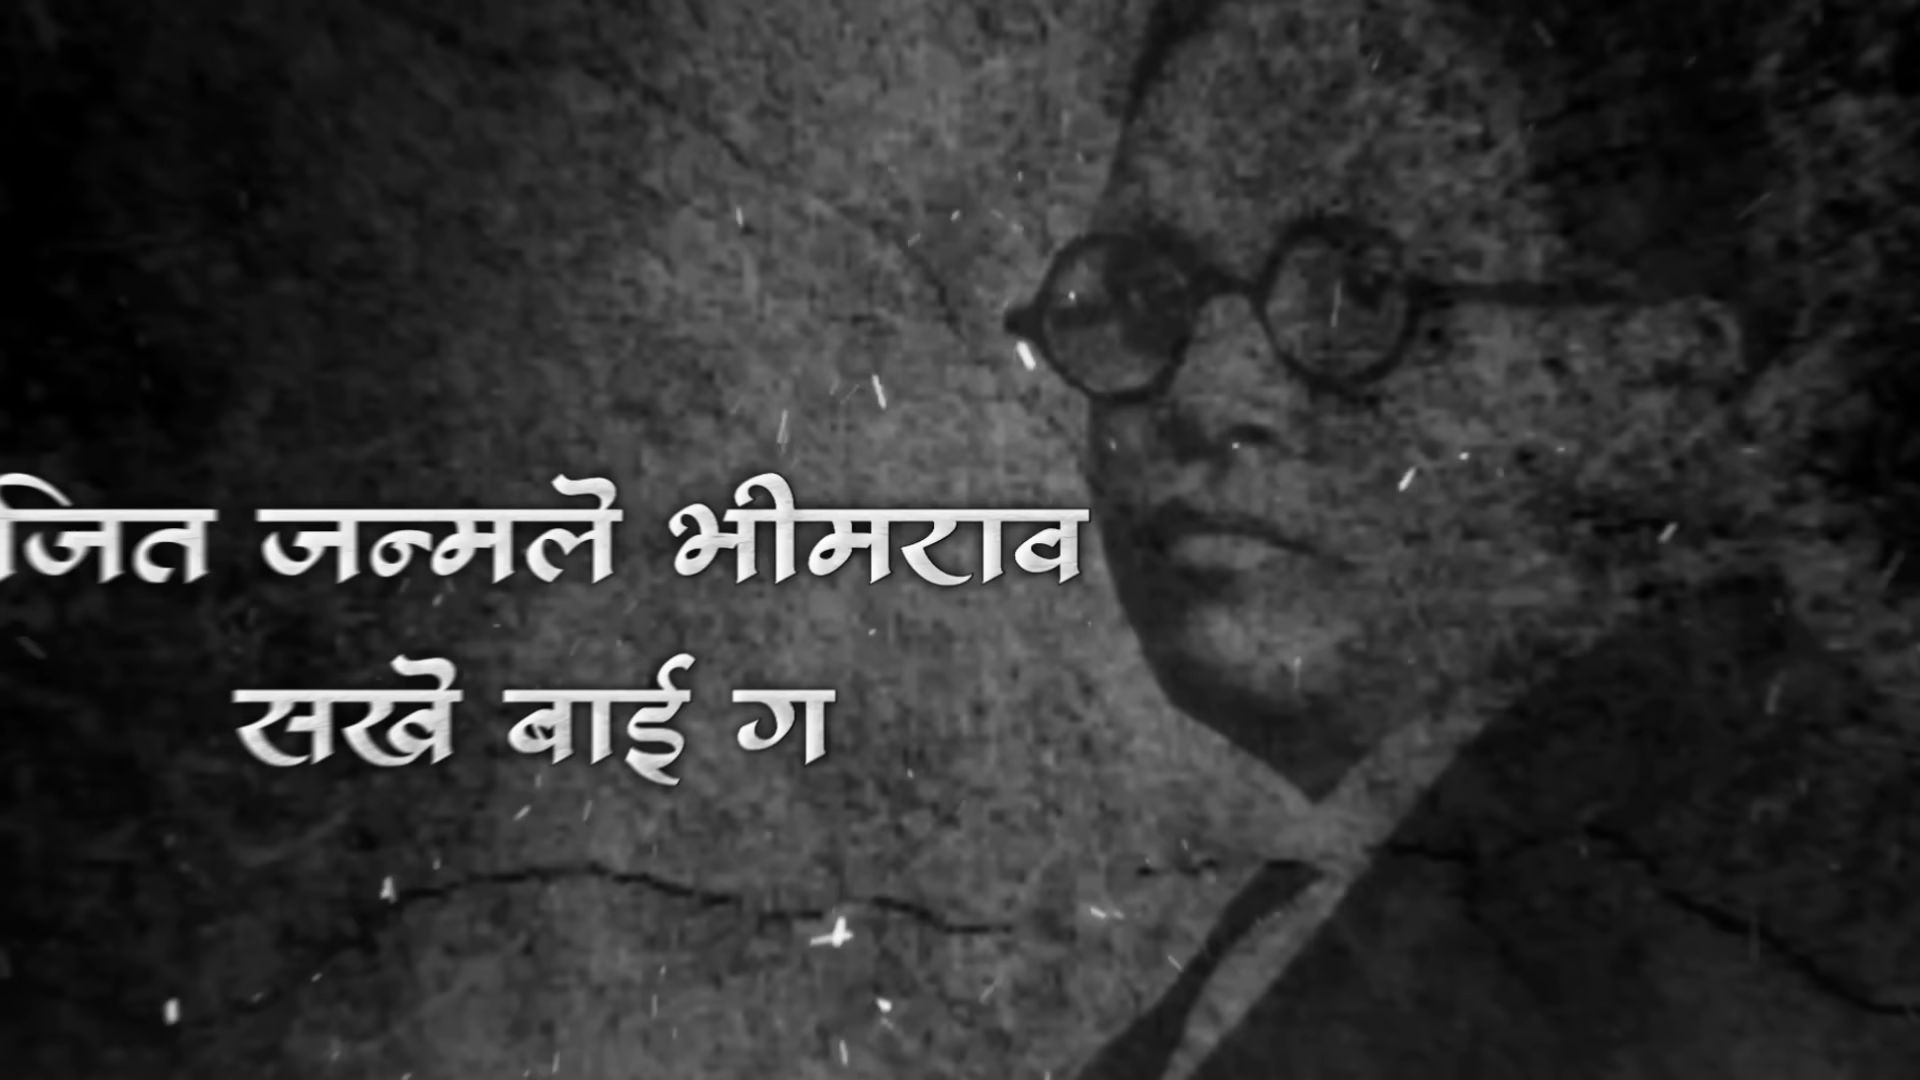 जित जन्मले भीमराव
सखे बाई ग